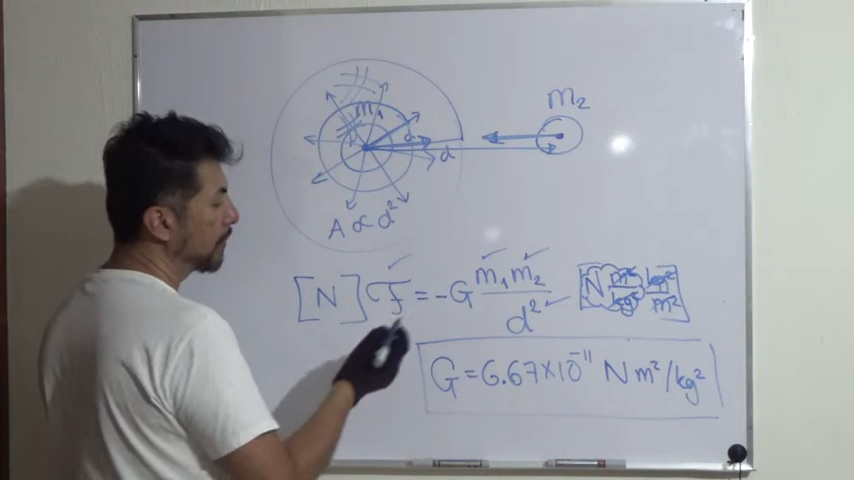 m₁
m₂
d
A ∝ d²
[N] F = -G m₁m₂/d² [N m²/kg² kg²/m²]
G = 6.67×10⁻¹¹ N m²/kg²